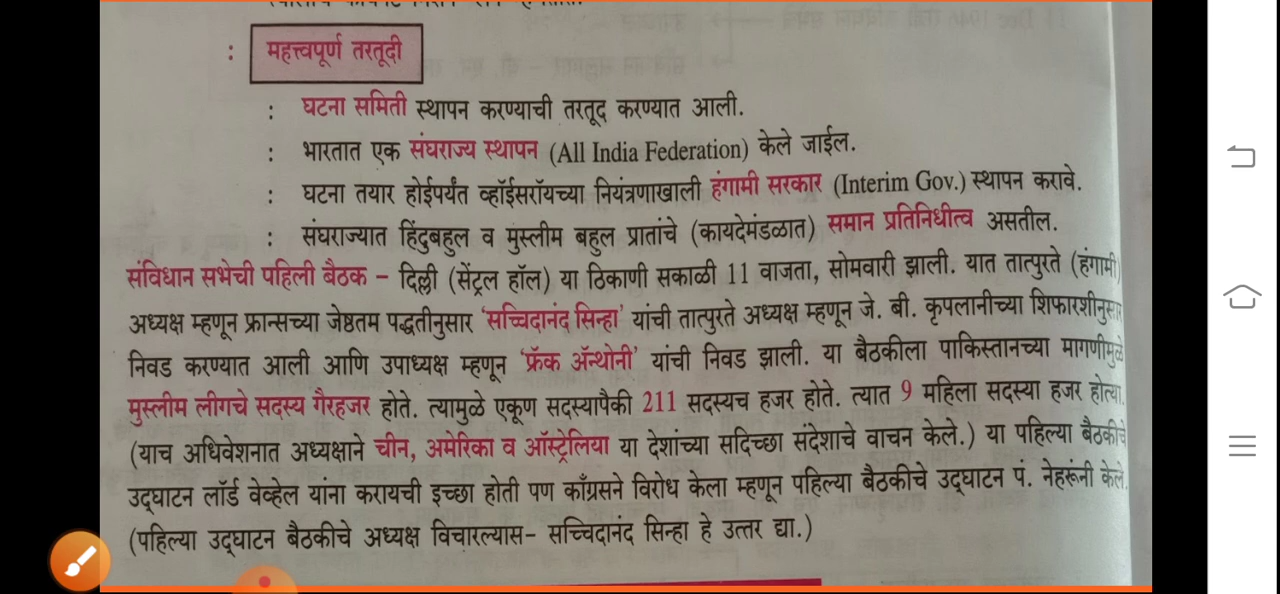 : महत्त्वपूर्ण तरतूदी
: घटना समिती स्थापन करण्याची तरतूद करण्यात आली.
: भारतात एक संघराज्य स्थापन (All India Federation) केले जाईल.
: घटना तयार होईपर्यंत व्हॉईसरॉयच्या नियंत्रणाखाली हंगामी सरकार (Interim Gov.) स्थापन करावे.
: संघराज्यात हिंदुबहुल व मुस्लीम बहुल प्रातांचे (कायदेमंडळात) समान प्रतिनिधीत्व असतील.
संविधान सभेची पहिली बैठक – दिल्ली (सेंट्रल हॉल) या ठिकाणी सकाळी 11 वाजता, सोमवारी झाली. यात तात्पुरते (हंगामी)
अध्यक्ष म्हणून फ्रान्सच्या जेष्ठतम पद्धतीनुसार ‘सच्चिदानंद सिन्हा’ यांची तात्पुरते अध्यक्ष म्हणून जे. बी. कृपलानीच्या शिफारशीनुसार
निवड करण्यात आली आणि उपाध्यक्ष म्हणून ‘फ्रॅक ॲन्थोनी’ यांची निवड झाली. या बैठकीला पाकिस्तानच्या मागणीमुळे
मुस्लीम लीगचे सदस्य गैरहजर होते. त्यामुळे एकूण सदस्यापैकी 211 सदस्यच हजर होते. त्यात 9 महिला सदस्या हजर होत्या.
(याच अधिवेशनात अध्यक्षाने चीन, अमेरिका व ऑस्ट्रेलिया या देशांच्या सदिच्छा संदेशाचे वाचन केले.) या पहिल्या बैठकीचे
उद्‌घाटन लॉर्ड वेव्हेल यांना करायची इच्छा होती पण काँग्रसने विरोध केला म्हणून पहिल्या बैठकीचे उद्‌घाटन पं. नेहरूंनी केले.
(पहिल्या उद्‌घाटन बैठकीचे अध्यक्ष विचारल्यास- सच्चिदानंद सिन्हा हे उत्तर द्या.)